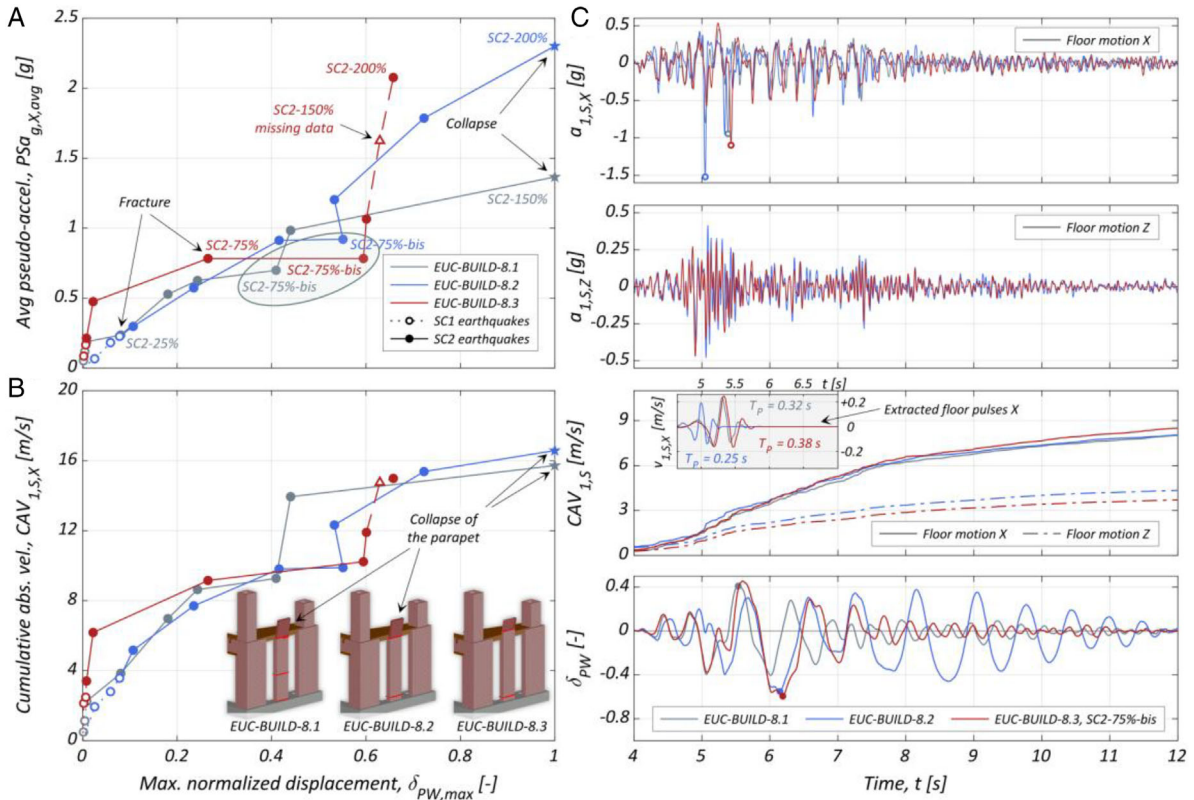 A
2.5
2
1.5
1
0.5
0
Avg pseudo-accel., PSa_g,X,avg [g]
SC2-200%
SC2-200%
SC2-150%
missing data
Collapse
Fracture
SC2-150%
SC2-75%
SC2-75%-bis
SC2-75%-bis
SC2-75%-bis
SC2-25%
EUC-BUILD-8.1
EUC-BUILD-8.2
EUC-BUILD-8.3
SC1 earthquakes
SC2 earthquakes
B
20
16
12
8
4
0
Cumulative abs. vel., CAV_1,S,X [m/s]
Collapse of
the parapet
EUC-BUILD-8.1 EUC-BUILD-8.2 EUC-BUILD-8.3
0 0.2 0.4 0.6 0.8 1
Max. normalized displacement, δ_PW,max [-]
C
0.5
0
-0.5
-1
-1.5
a_1,S,X [g]
Floor motion X
0.5
0.25
0
-0.25
-0.5
a_1,S,Z [g]
Floor motion Z
9
6
3
0
CAV_1,S [m/s]
5 5.5 6 6.5 t [s]
v_1,S,X [m/s]
+0.2
0
-0.2
T_P = 0.32 s
T_P = 0.38 s
T_P = 0.25 s
Extracted floor pulses X
Floor motion X Floor motion Z
0.4
0
-0.4
-0.8
δ_PW [-]
EUC-BUILD-8.1 EUC-BUILD-8.2 EUC-BUILD-8.3, SC2-75%-bis
4 5 6 7 8 9 10 11 12
Time, t [s]